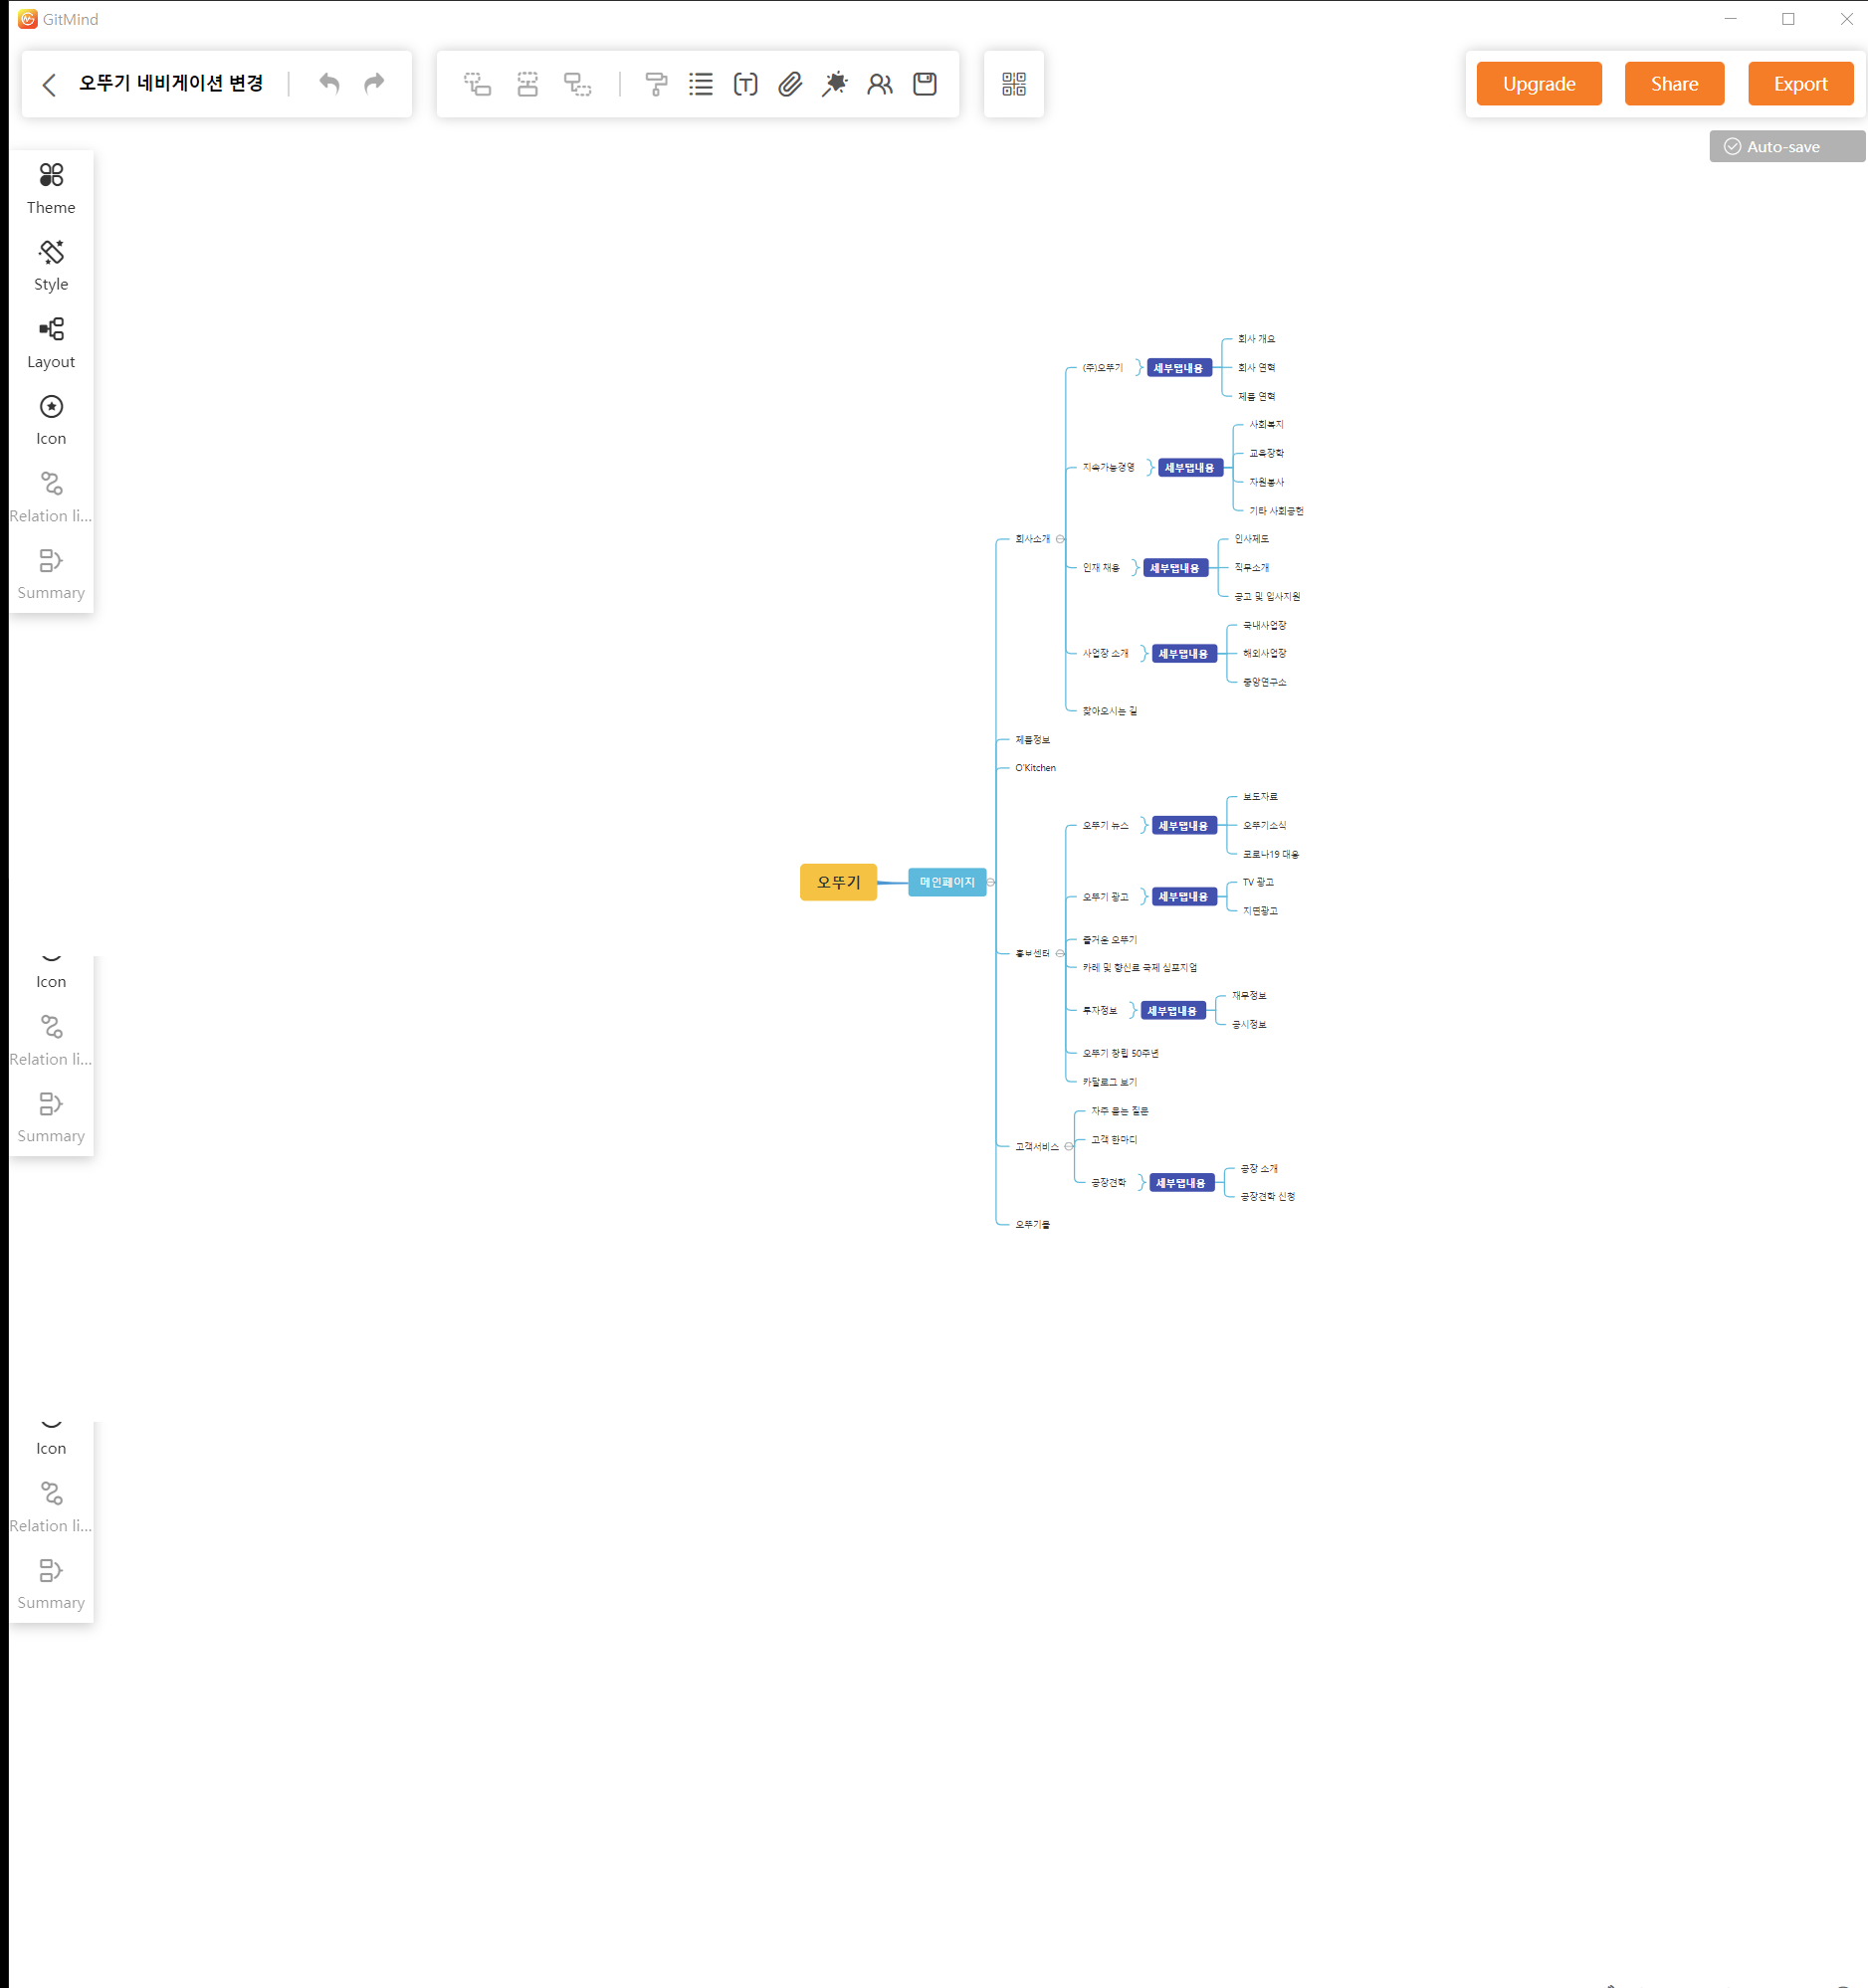 GitMind
오뚜기 네비게이션 변경
Upgrade
Share
Export
Auto-save
Theme
Style
Layout
Icon
Relation li...
Summary
회사 개요
(주)오뚜기
세부탭내용
회사 연혁
제품 연혁
사회복지
교육장학
지속가능경영
세부탭내용
자원봉사
기타 사회공헌
회사소개
인사제도
인재 채용
세부탭내용
직무소개
공고 및 입사지원
국내사업장
사업장 소개
세부탭내용
해외사업장
중앙연구소
찾아오시는 길
제품정보
O'Kitchen
보도자료
오뚜기 뉴스
세부탭내용
오뚜기소식
코로나19 대응
오뚜기
메인페이지
TV 광고
오뚜기 광고
세부탭내용
지면광고
즐거운 오뚜기
홍보센터
카레 및 향신료 국제 심포지엄
재무정보
투자정보
세부탭내용
공시정보
오뚜기 창립 50주년
카탈로그 보기
자주 묻는 질문
고객 한마디
고객서비스
공장 소개
공장견학
세부탭내용
공장견학 신청
오뚜기몰
Icon
Relation li...
Summary
Icon
Relation li...
Summary